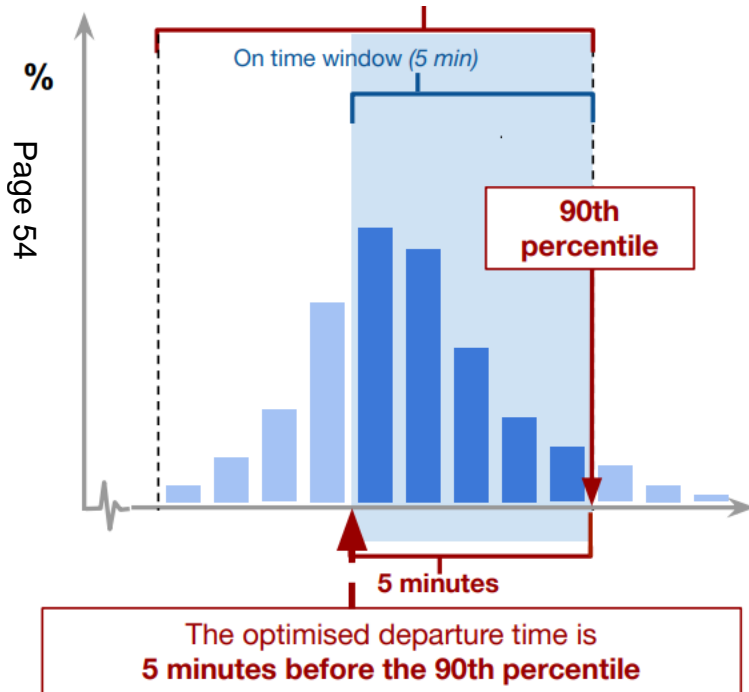 On time window (5 min)
%
Page 54
90th
percentile
5 minutes
The optimised departure time is
5 minutes before the 90th percentile